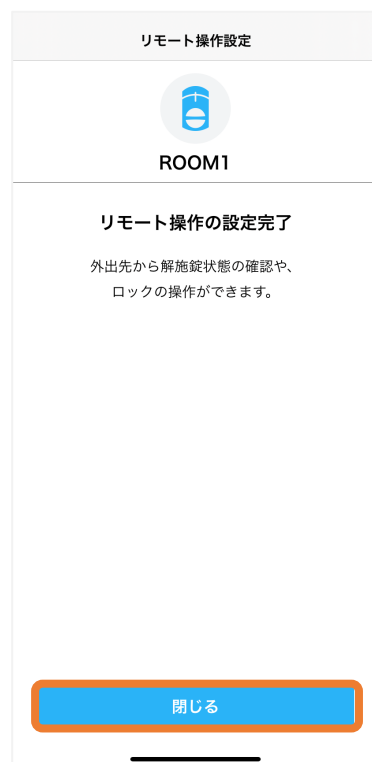 リモート操作設定
ROOM1
リモート操作の設定完了
外出先から解施錠状態の確認や、
ロックの操作ができます。
閉じる